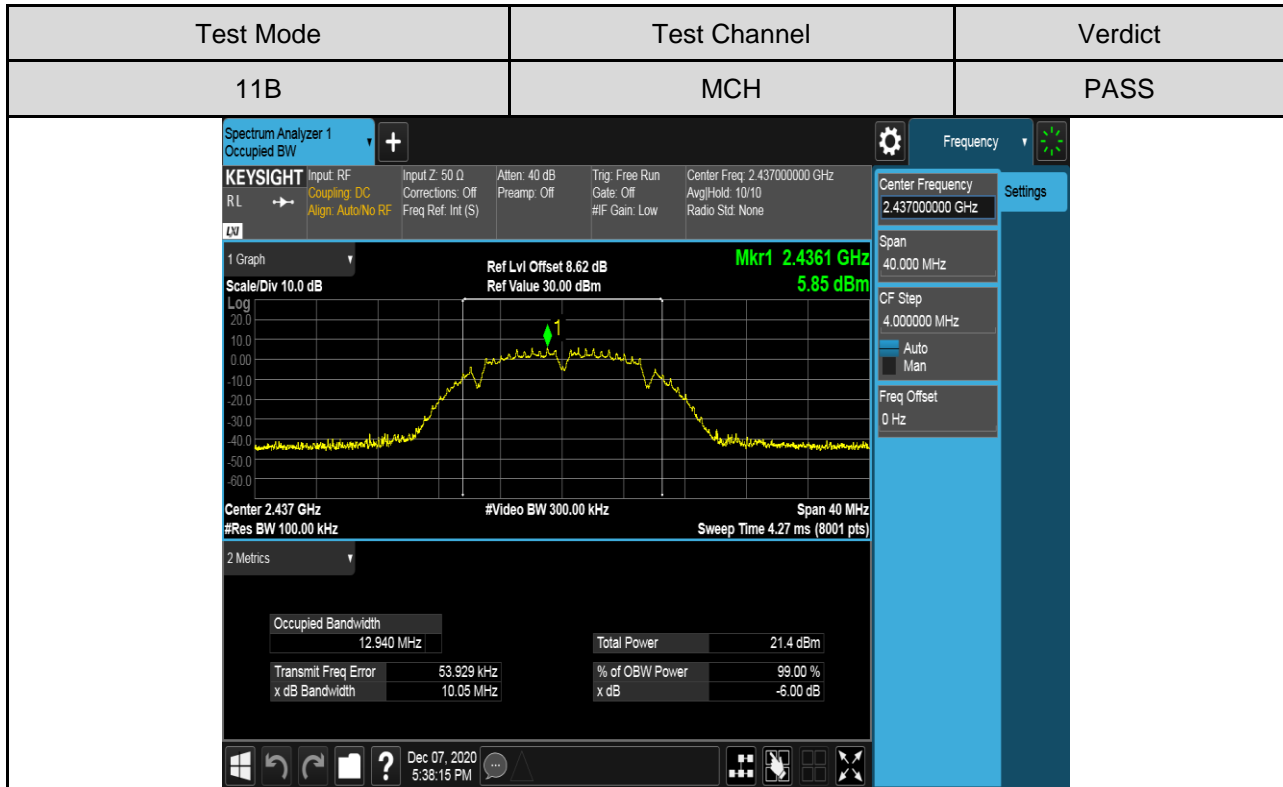 Test Mode Test Channel Verdict
11B MCH PASS
Spectrum Analyzer 1
Occupied BW
+
Frequency
KEYSIGHT Input: RF Input Z: 50 Ω Atten: 40 dB Trig: Free Run Center Freq: 2.437000000 GHz
RL Coupling: DC Corrections: Off Preamp: Off Gate: Off Avg|Hold: 10/10
Align: Auto/No RF Freq Ref: Int (S) #IF Gain: Low Radio Std: None
LXI
1 Graph
Ref Lvl Offset 8.62 dB
Mkr1 2.4361 GHz
Scale/Div 10.0 dB Ref Value 30.00 dBm 5.85 dBm
Log
20.0
10.0
0.00
-10.0
-20.0
-30.0
-40.0
-50.0
-60.0
1
Center 2.437 GHz #Video BW 300.00 kHz Span 40 MHz
#Res BW 100.00 kHz Sweep Time 4.27 ms (8001 pts)
2 Metrics
Occupied Bandwidth
12.940 MHz Total Power 21.4 dBm
Transmit Freq Error 53.929 kHz % of OBW Power 99.00 %
x dB Bandwidth 10.05 MHz x dB -6.00 dB
Center Frequency
2.437000000 GHz
Settings
Span
40.000 MHz
CF Step
4.000000 MHz
Auto
Man
Freq Offset
0 Hz
? Dec 07, 2020
5:38:15 PM